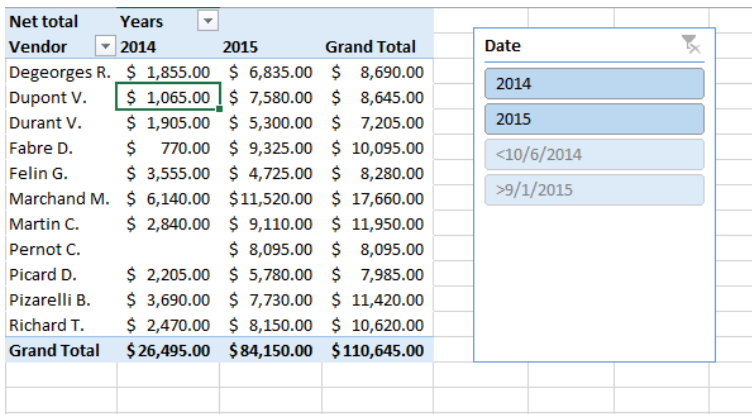 Net total Years
Vendor 2014 2015 Grand Total
Degeorges R. $ 1,855.00 $ 6,835.00 $ 8,690.00
Dupont V. $ 1,065.00 $ 7,580.00 $ 8,645.00
Durant V. $ 1,905.00 $ 5,300.00 $ 7,205.00
Fabre D. $ 770.00 $ 9,325.00 $ 10,095.00
Felin G. $ 3,555.00 $ 4,725.00 $ 8,280.00
Marchand M. $ 6,140.00 $11,520.00 $ 17,660.00
Martin C. $ 2,840.00 $ 9,110.00 $ 11,950.00
Pernot C. $ 8,095.00 $ 8,095.00
Picard D. $ 2,205.00 $ 5,780.00 $ 7,985.00
Pizarelli B. $ 3,690.00 $ 7,730.00 $ 11,420.00
Richard T. $ 2,470.00 $ 8,150.00 $ 10,620.00
Grand Total $26,495.00 $84,150.00 $110,645.00
Date
2014
2015
<10/6/2014
>9/1/2015